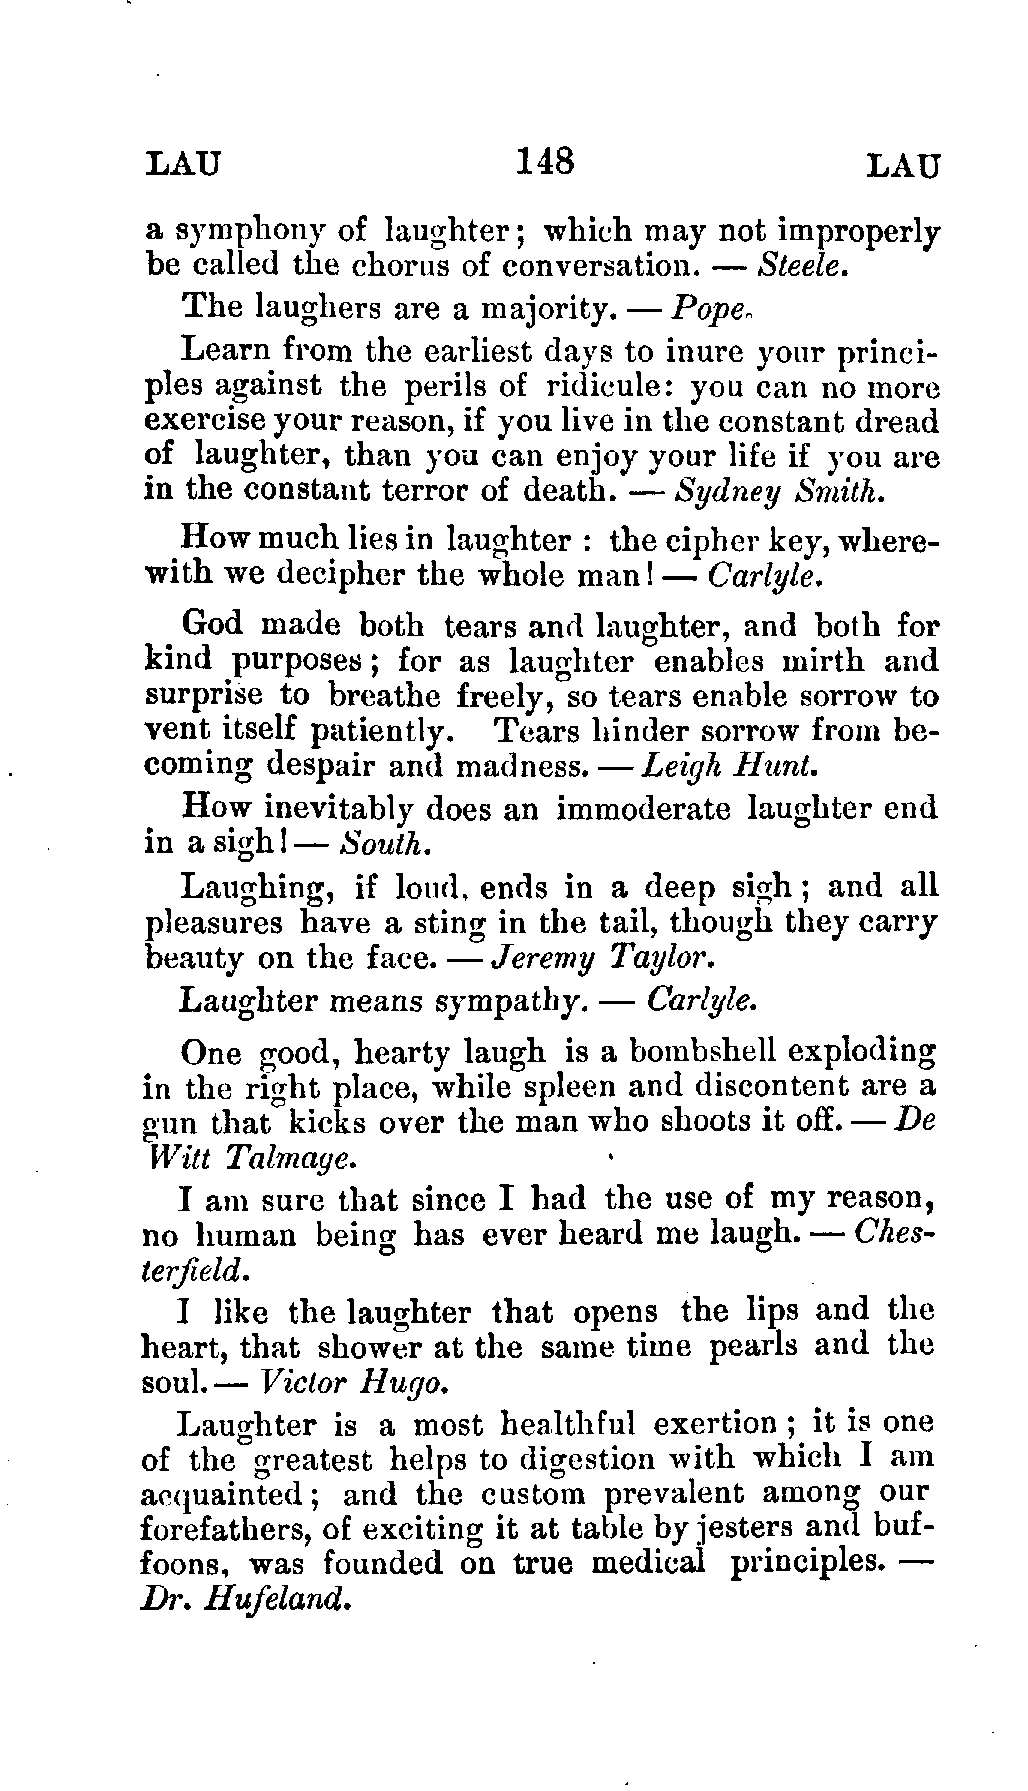 LAU 148 LAU
a symphony of laughter; which may not improperly
be called the chorus of conversation. — Steele.
The laughers are a majority. — Pope.
Learn from the earliest days to inure your princi-
ples against the perils of ridicule: you can no more
exercise your reason, if you live in the constant dread
of laughter, than you can enjoy your life if you are
in the constant terror of death. — Sydney Smith.
How much lies in laughter : the cipher key, where-
with we decipher the whole man! — Carlyle.
God made both tears and laughter, and both for
kind purposes; for as laughter enables mirth and
surprise to breathe freely, so tears enable sorrow to
vent itself patiently. Tears hinder sorrow from be-
coming despair and madness. — Leigh Hunt.
How inevitably does an immoderate laughter end
in a sigh! — South.
Laughing, if loud, ends in a deep sigh; and all
pleasures have a sting in the tail, though they carry
beauty on the face. — Jeremy Taylor.
Laughter means sympathy. — Carlyle.
One good, hearty laugh is a bombshell exploding
in the right place, while spleen and discontent are a
gun that kicks over the man who shoots it off. — De
Witt Talmage.
I am sure that since I had the use of my reason,
no human being has ever heard me laugh. — Ches-
terfield.
I like the laughter that opens the lips and the
heart, that shower at the same time pearls and the
soul. — Victor Hugo.
Laughter is a most healthful exertion; it is one
of the greatest helps to digestion with which I am
acquainted; and the custom prevalent among our
forefathers, of exciting it at table by jesters and buf-
foons, was founded on true medical principles. —
Dr. Hufeland.